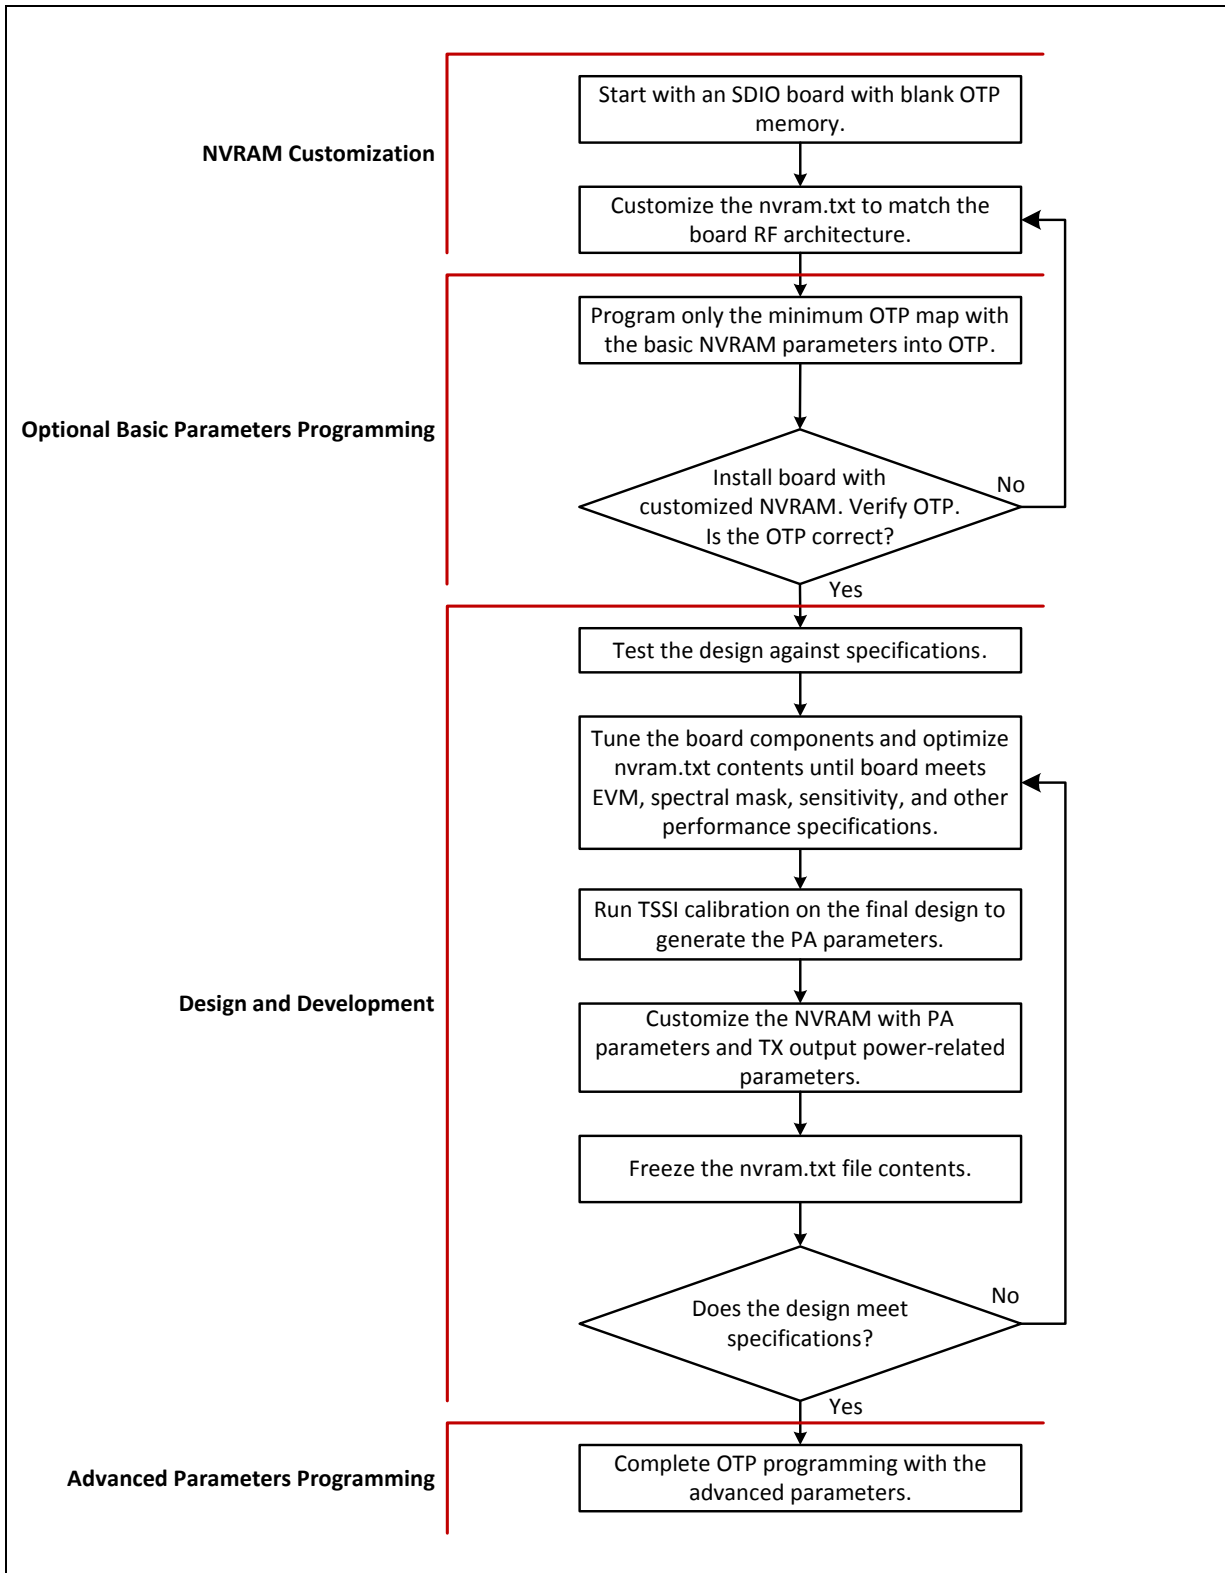 Start with an SDIO board with blank OTP
memory.
NVRAM Customization
Customize the nvram.txt to match the
board RF architecture.
Program only the minimum OTP map with
the basic NVRAM parameters into OTP.
Optional Basic Parameters Programming
Install board with
customized NVRAM. Verify OTP.
Is the OTP correct?
No
Yes
Test the design against specifications.
Tune the board components and optimize
nvram.txt contents until board meets
EVM, spectral mask, sensitivity, and other
performance specifications.
Run TSSI calibration on the final design to
generate the PA parameters.
Design and Development
Customize the NVRAM with PA
parameters and TX output power-related
parameters.
Freeze the nvram.txt file contents.
Does the design meet
specifications?
No
Yes
Advanced Parameters Programming
Complete OTP programming with the
advanced parameters.